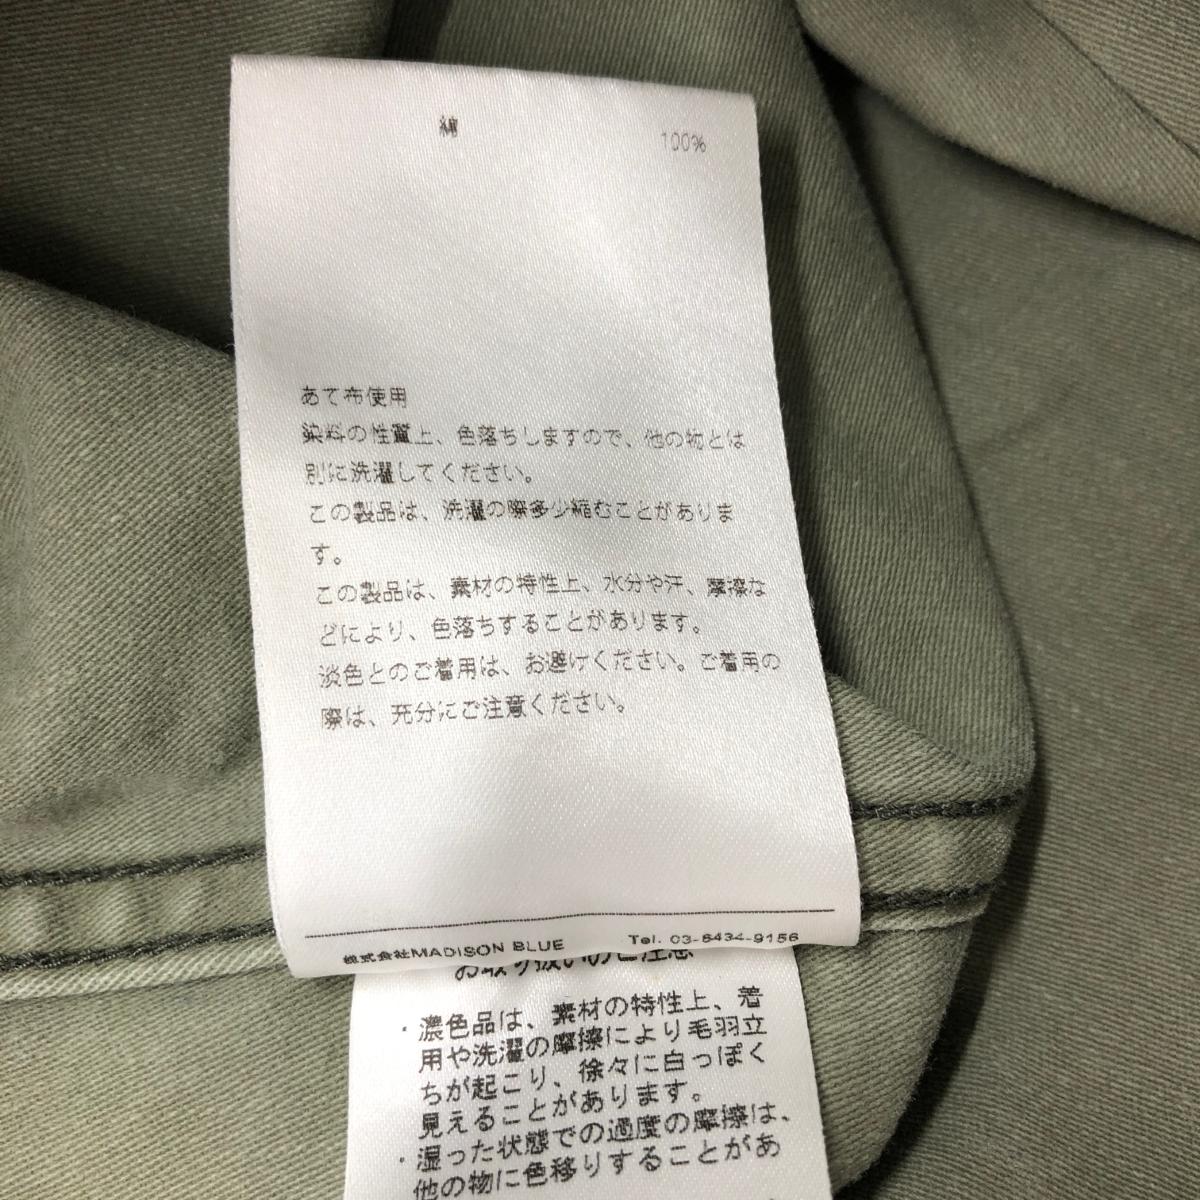 綿 100%
あて布使用
染料の性質上、色落ちしますので、他の物とは
別に洗濯してください。
この製品は、洗濯の際多少縮むことがありま
す。
この製品は、素材の特性上、水分や汗、摩擦な
どにより、色落ちすることがあります。
淡色とのご着用は、お避けください。ご着用の
際は、充分にご注意ください。
株式会社MADISON BLUE Tel. 03-6434-9156
お取り扱いのご注意
・濃色品は、素材の特性上、着
用や洗濯の摩擦により毛羽立
ちが起こり、徐々に白っぽく
見えることがあります。
・湿った状態での過度の摩擦は、
他の物に色移りすることがあ